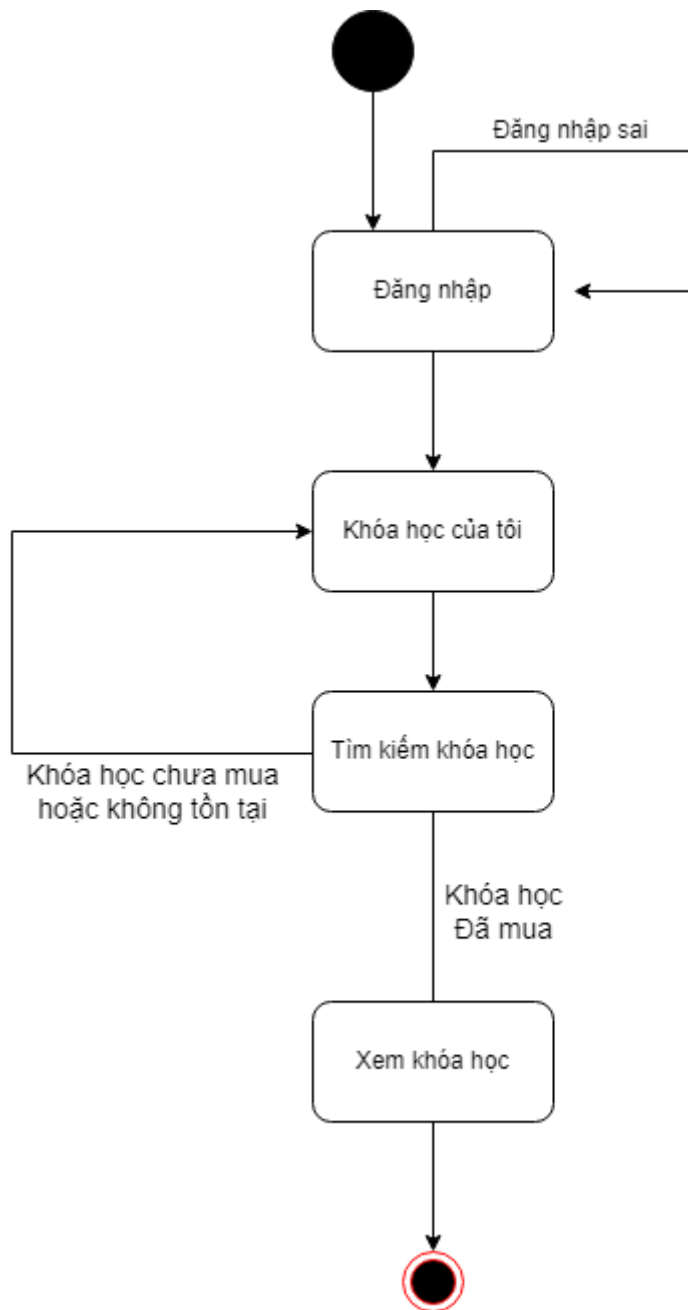 Đăng nhập sai
Đăng nhập
Khóa học của tôi
Tìm kiếm khóa học
Khóa học chưa mua
hoặc không tồn tại
Khóa học
Đã mua
Xem khóa học